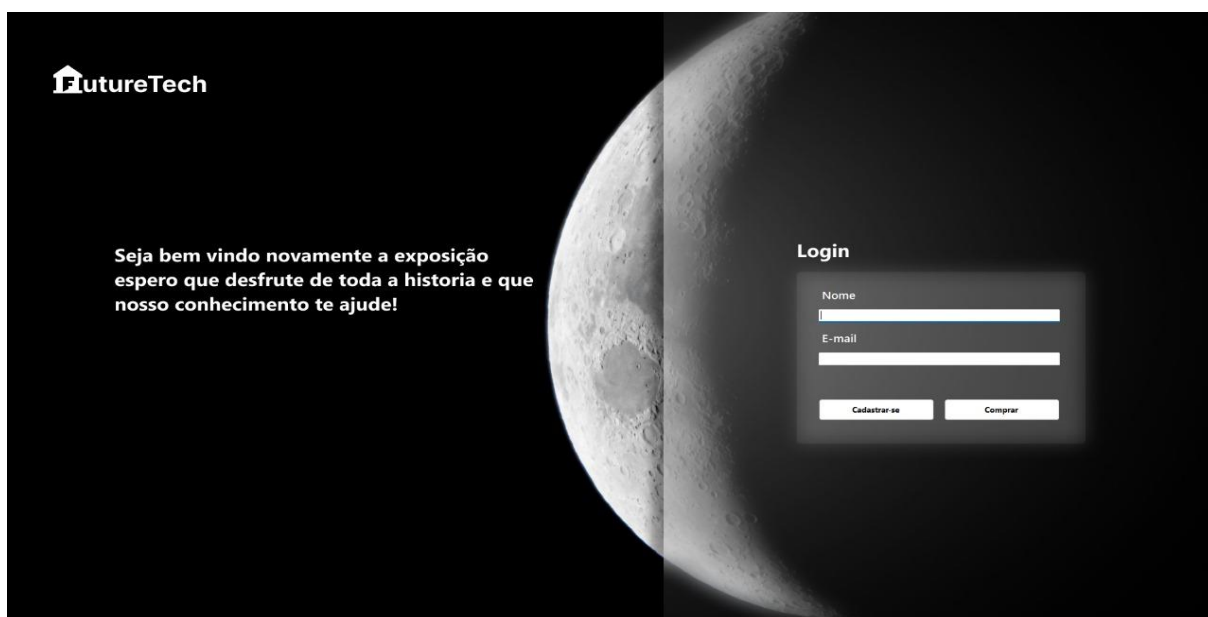 FutureTech
Seja bem vindo novamente a exposição
espero que desfrute de toda a historia e que
nosso conhecimento te ajude!
Login
Nome
E-mail
Cadastrar-se
Comprar